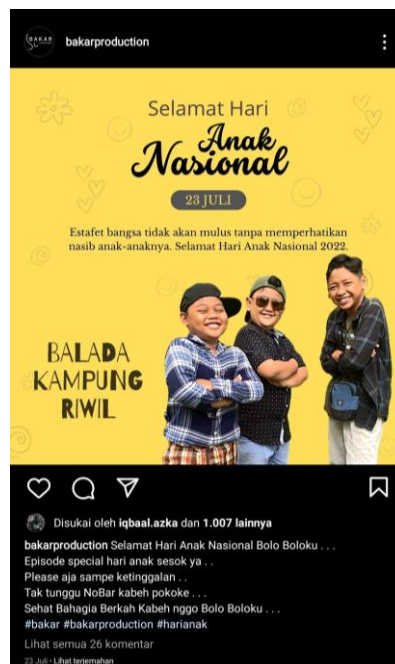 BAKAR
bakarproduction
Selamat Hari
Anak
Nasional
23 JULI
Estafet bangsa tidak akan mulus tanpa memperhatikan
nasib anak-anaknya. Selamat Hari Anak Nasional 2022.
BALADA
KAMPUNG
RIWIL
Disukai oleh iqbaal.azka dan 1.007 lainnya
bakarproduction Selamat Hari Anak Nasional Bolo Boloku . . .
Episode special hari anak sesok ya . .
Please aja sampe ketinggalan . .
Tak tunggu NoBar kabeh pokoke . . .
Sehat Bahagia Berkah Kabeh nggo Bolo Boloku . . .
#bakar #bakarproduction #harianak
Lihat semua 26 komentar
23 Juli · Lihat terjemahan